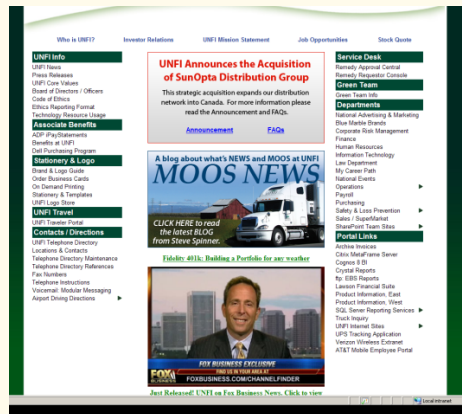 Who is UNFI?
Investor Relations
UNFI Mission Statement
Job Opportunities
Stock Quote
UNFI Info
UNFI News
Press Releases
UNFI Core Values
Board of Directors / Officers
Code of Ethics
Ethics Reporting Format
Technology Resource Usage
Associate Benefits
ADP iPayStatements
Benefits at UNFI
Dell Purchasing Program
Stationery & Logo
Brand & Logo Guide
Order Business Cards
On Demand Printing
Stationery & Templates
UNFI Logo Store
UNFI Travel
UNFI Traveler Portal
Contacts / Directions
UNFI Telephone Directory
Locations & Contacts
Telephone Directory Maintenance
Telephone Directory References
Fax Numbers
Telephone Instructions
Voicemail: Modular Messaging
Airport Driving Directions
UNFI Announces the Acquisition
of SunOpta Distribution Group
This strategic acquisition expands our distribution
network into Canada. For more information please
read the Announcement and FAQs.
Announcement
FAQs
A blog about what's NEWS and MOOS at UNFI
MOOS NEWS
CLICK HERE to read
the latest BLOG
from Steve Spinner.
Fidelity 401k: Building a Portfolio for any weather
FOX BUSINESS EXCLUSIVE
FIND US IN YOUR AREA AT
FOXBUSINESS.COM/CHANNELFINDER
FOX
BUSINESS
Just Released! UNFI on Fox Business News. Click to view
Service Desk
Remedy Approval Central
Remedy Requestor Console
Green Team
Green Team Info
Departments
National Advertising & Marketing
Blue Marble Brands
Corporate Risk Management
Finance
Human Resources
Information Technology
Law Department
My Career Path
National Events
Operations
Payroll
Purchasing
Safety & Loss Prevention
Sales / SuperMarket
SharePoint Team Sites
Portal Links
Archive Invoices
Citrix MetaFrame Server
Cognos 8 BI
Crystal Reports
ftp: EBS Reports
Lawson Financial Suite
Product Information, East
Product Information, West
SQL Server Reporting Services
Truck Inquiry
UNFI Internet Sites
UPS Tracking Application
Verizon Wireless Extranet
AT&T Mobile Employee Portal
Local intranet